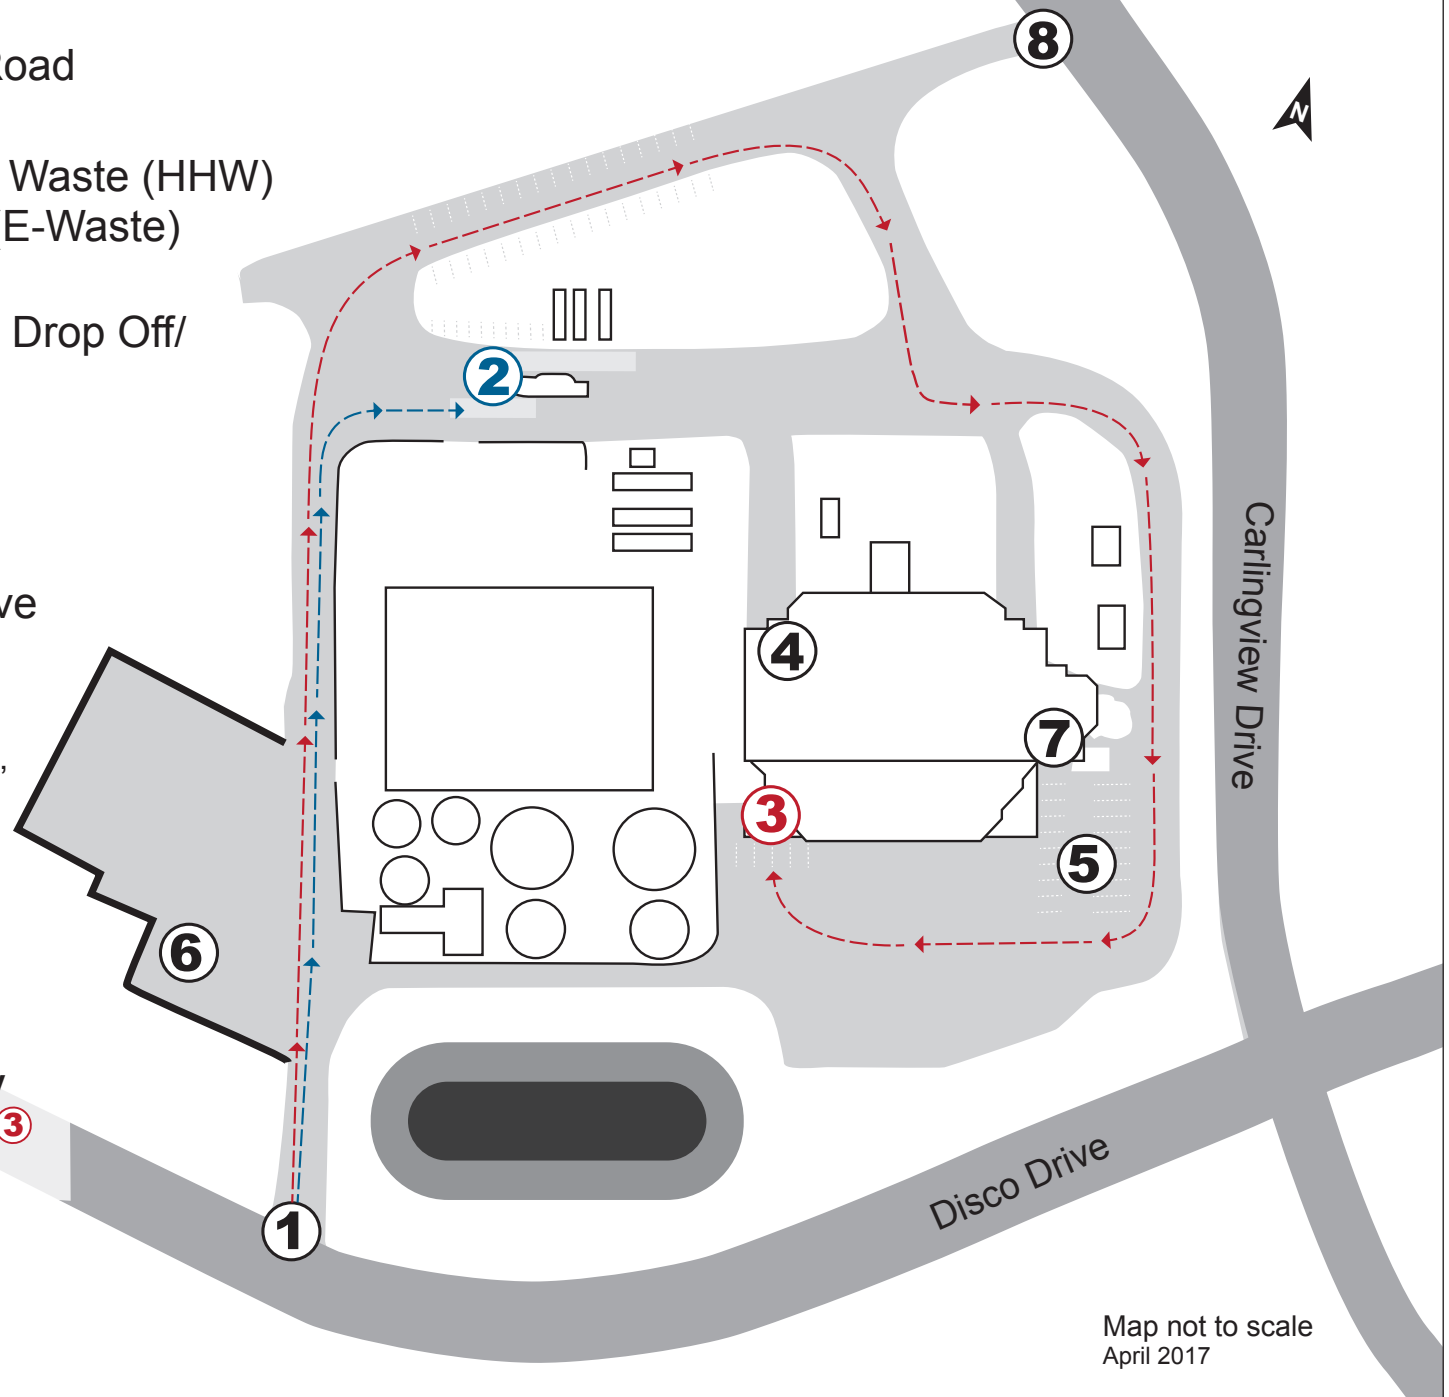 8
oad
N
Waste (HHW)
(E-Waste)
Drop Off/
2
Carlingview Drive
ve
4
7
,
3
5
6
3
Disco Drive
1
Map not to scale
April 2017